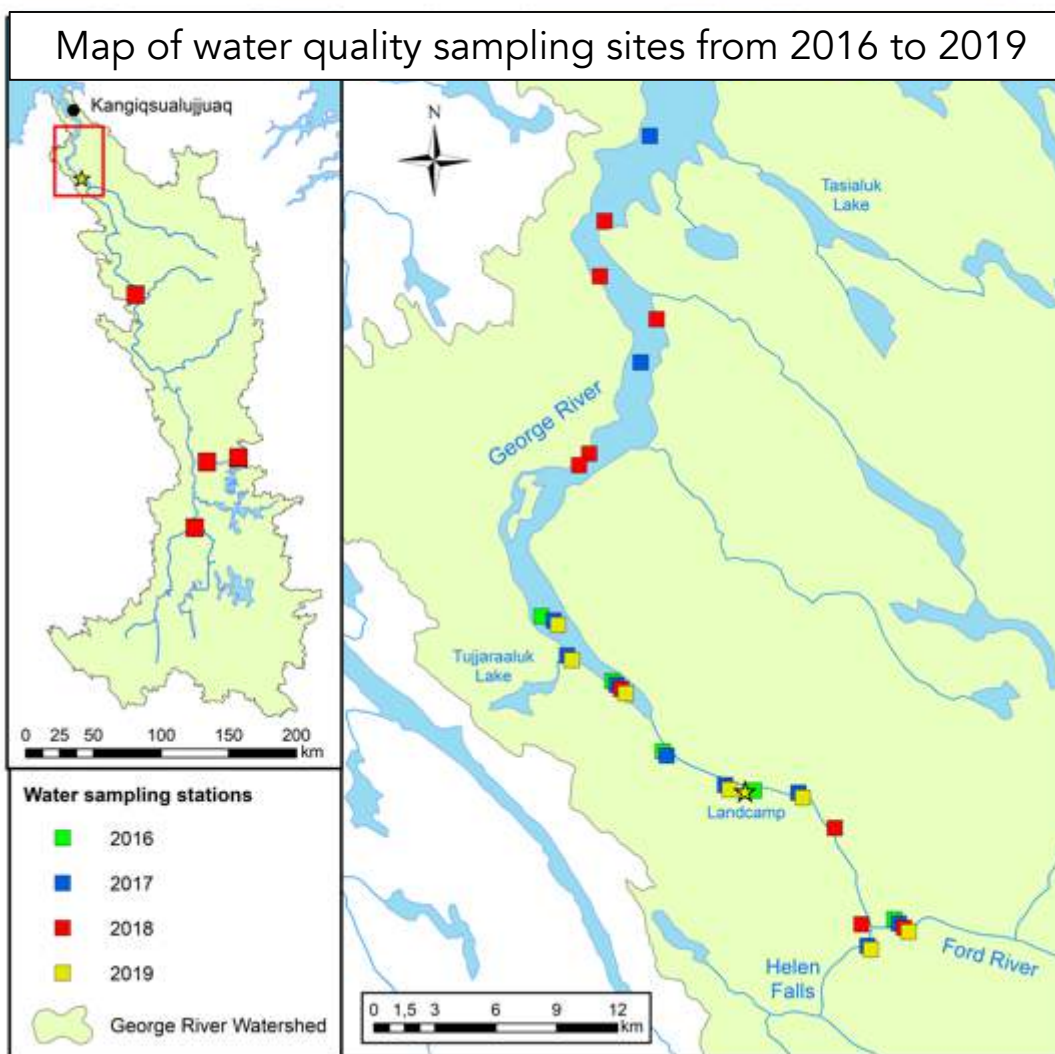 Map of water quality sampling sites from 2016 to 2019
Kangiqsualujjuaq
0 25 50 100 150 200
km
Water sampling stations
2016
2017
2018
2019
George River Watershed
N
Tasialuk
Lake
George River
Tujjaraaluk
Lake
Landcamp
Ford River
Helen
Falls
0 1,5 3 6 9 12
km